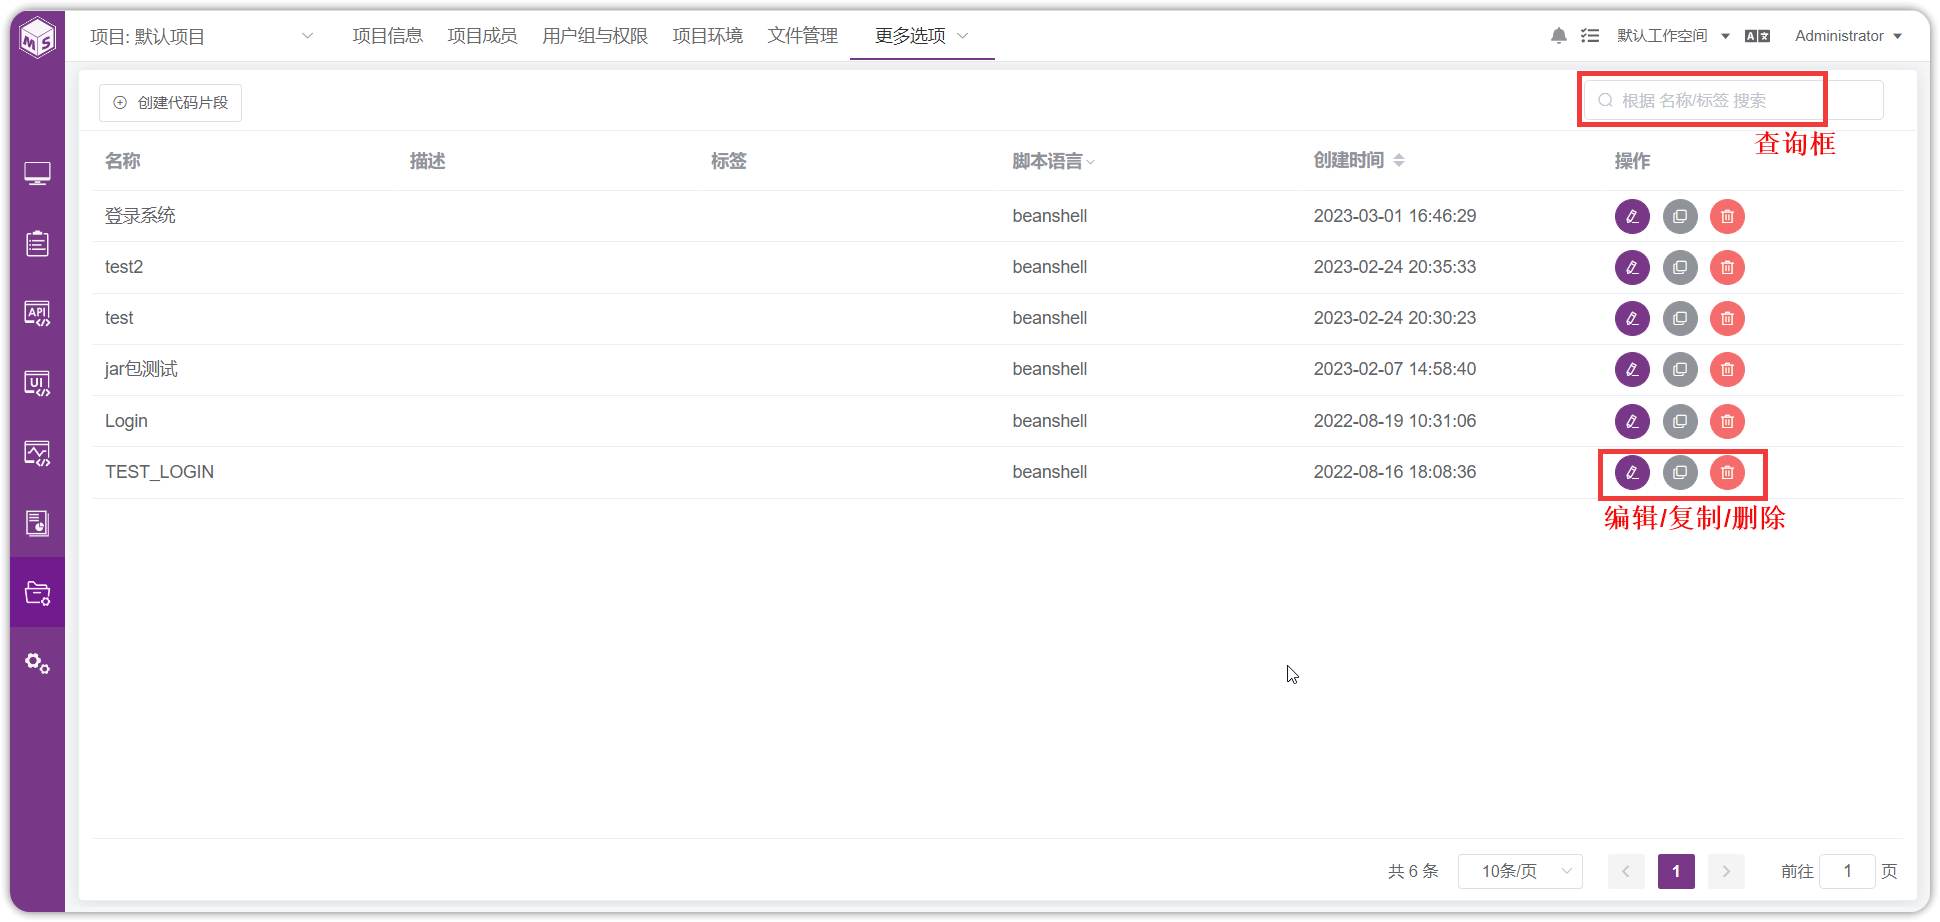 MS
项目: 默认项目
项目信息 项目成员 用户组与权限 项目环境 文件管理 更多选项
默认工作空间 A Administrator
创建代码片段
根据 名称/标签 搜索
查询框
名称 描述 标签 脚本语言 创建时间 操作
登录系统 beanshell 2023-03-01 16:46:29
test2 beanshell 2023-02-24 20:35:33
API
test beanshell 2023-02-24 20:30:23
jar包测试 beanshell 2023-02-07 14:58:40
UI
Login beanshell 2022-08-19 10:31:06
TEST_LOGIN beanshell 2022-08-16 18:08:36
编辑/复制/删除
共 6 条 10条/页 1 前往 1 页